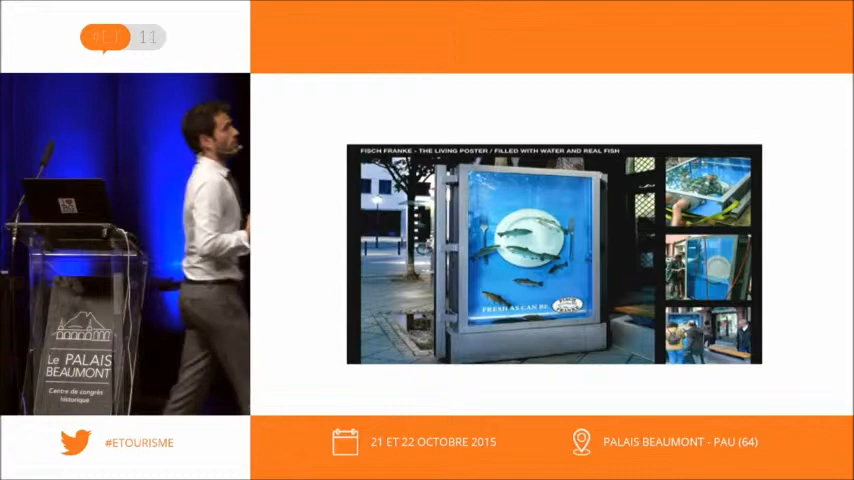 #ET 11
FISCH FRANKE - THE LIVING POSTER / FILLED WITH WATER AND REAL FISH
FRESH AS CAN BE
Le PALAIS
BEAUMONT
Centre de congrès
historique
#ETOURISME
21 ET 22 OCTOBRE 2015
PALAIS BEAUMONT - PAU (64)